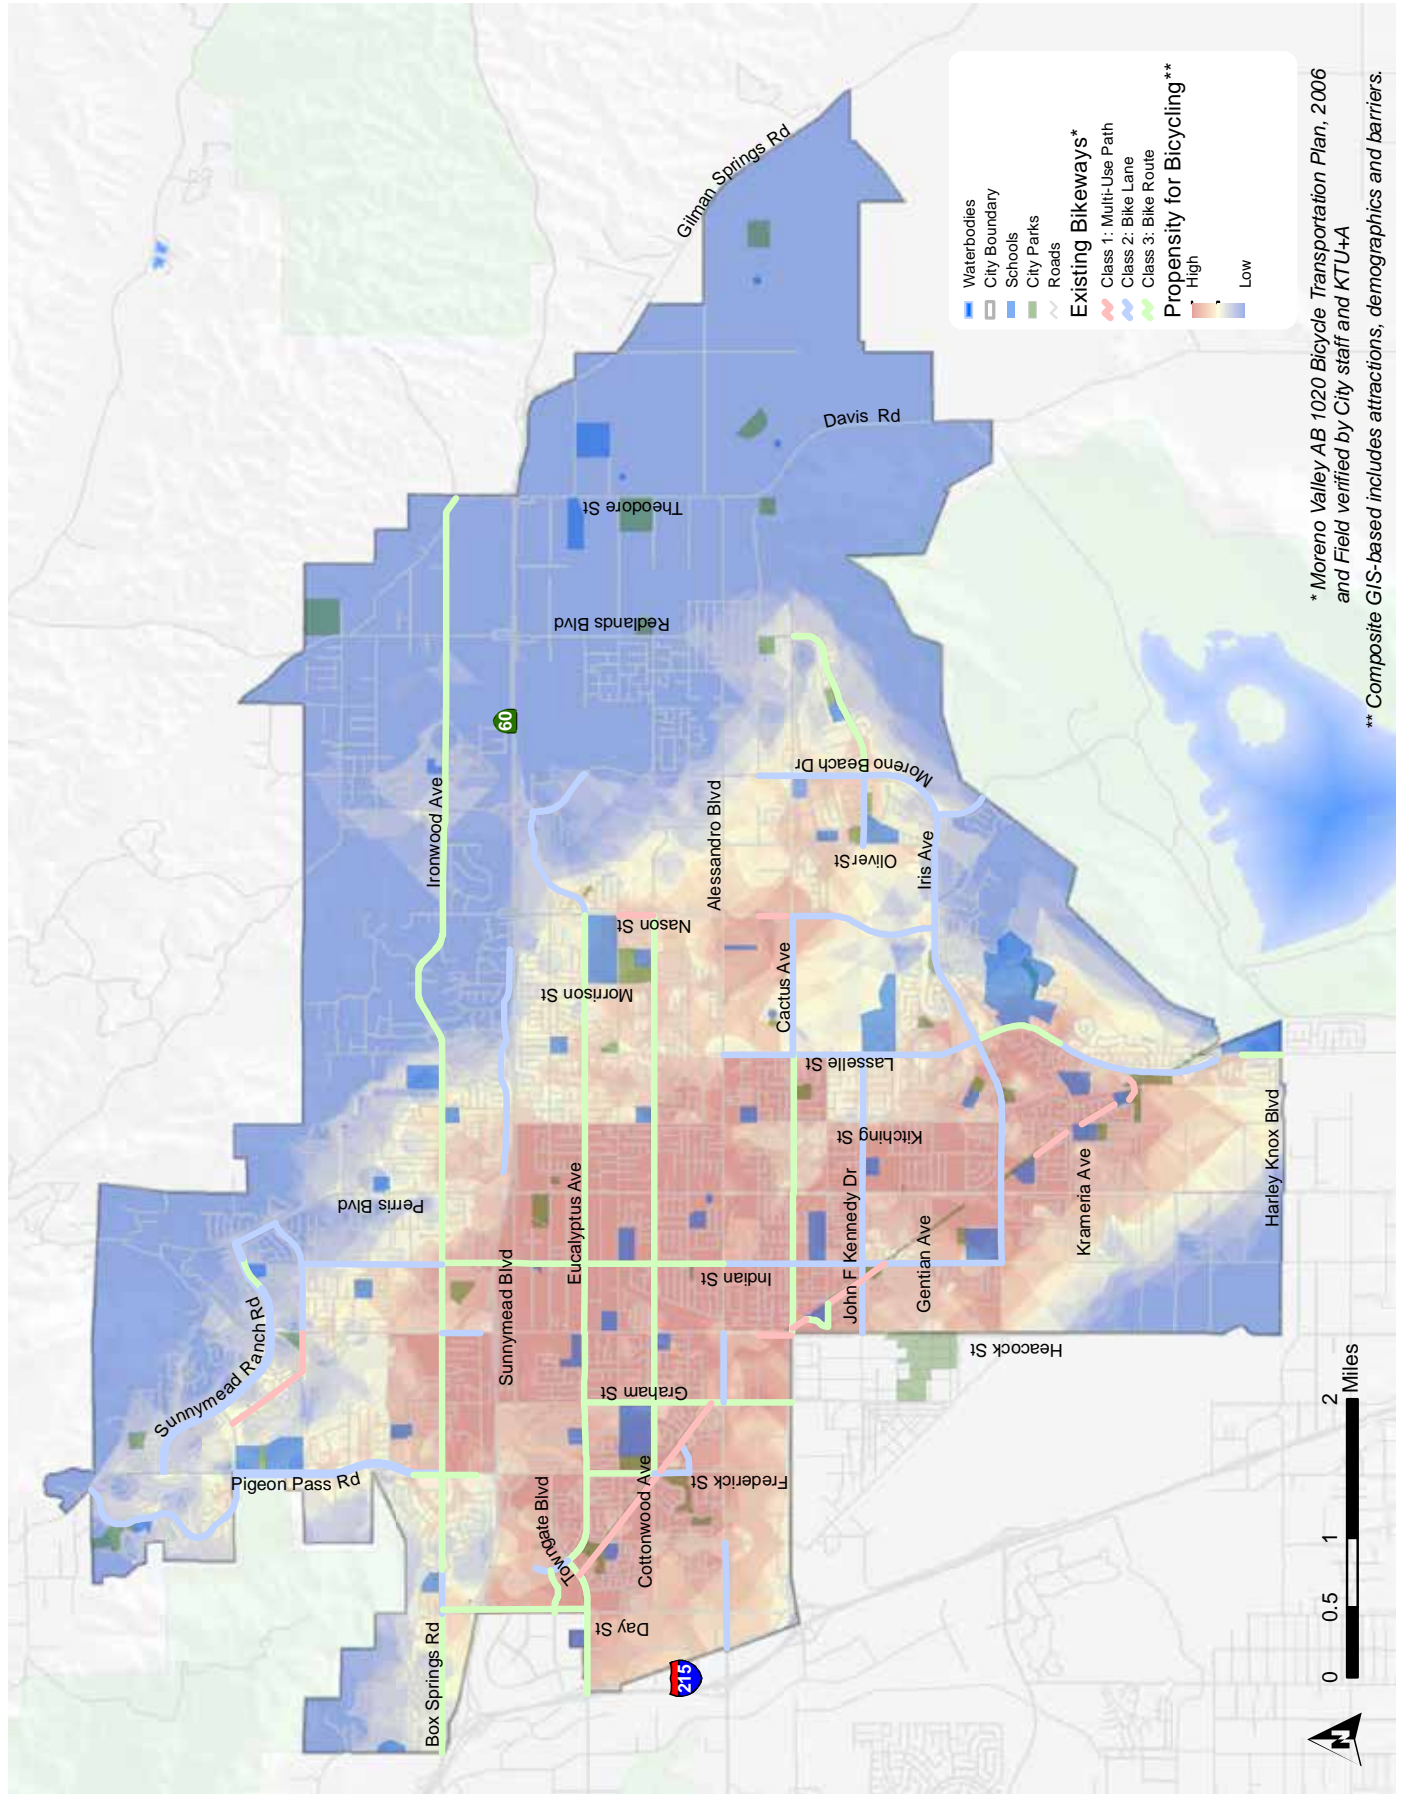 Gilman Springs Rd
Davis Rd
Theodore St
Redlands Blvd
60
Ironwood Ave
Moreno Beach Dr
Alessandro Blvd
Oliver St
Iris Ave
Nason St
Morrison St
Cactus Ave
Lasselle St
Kitching St
Perris Blvd
Eucalyptus Ave
John F Kennedy Dr
Krameria Ave
Harley Knox Blvd
Gentian Ave
Indian St
Sunnymead Blvd
Sunnymead Ranch Rd
Heacock St
Graham St
Pigeon Pass Rd
Frederick St
Towngate Blvd
Cottonwood Ave
Day St
Box Springs Rd
215
Waterbodies
City Boundary
Schools
City Parks
Roads
Existing Bikeways*
Class 1: Multi-Use Path
Class 2: Bike Lane
Class 3: Bike Route
Propensity for Bicycling**
High
Low
* Moreno Valley AB 1020 Bicycle Transportation Plan, 2006
and Field verified by City staff and KTU+A
** Composite GIS-based includes attractions, demographics and barriers.
0 0.5 1 2
Miles
N